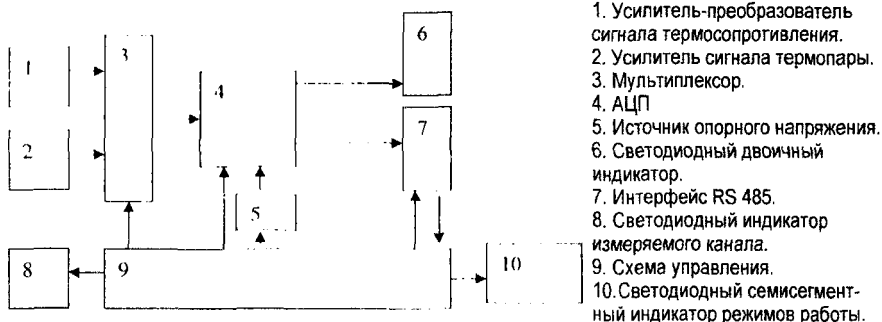 1
2
3
4
5
6
7
8
9
10
1. Усилитель-преобразователь
сигнала термосопротивления.
2. Усилитель сигнала термопары.
3. Мультиплексор.
4. АЦП
5. Источник опорного напряжения.
6. Светодиодный двоичный
индикатор.
7. Интерфейс RS 485.
8. Светодиодный индикатор
измеряемого канала.
9. Схема управления.
10.Светодиодный семисегмент-
ный индикатор режимов работы.